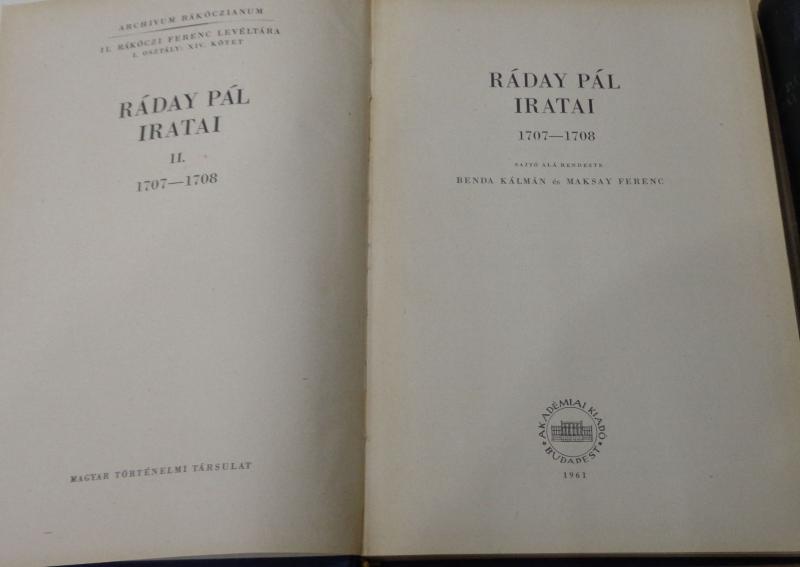 ARCHIVUM RÁKÓCZIANUM
II. RÁKÓCZI FERENC LEVÉLTÁRA
I. OSZTÁLY: XIV. KÖTET
RÁDAY PÁL
IRATAI
II.
1707—1708
MAGYAR TÖRTÉNELMI TÁRSULAT
RÁDAY PÁL
IRATAI
1707—1708
SAJTÓ ALÁ RENDEZTE
BENDA KÁLMÁN és MAKSAY FERENC
AKADÉMIAI KIADÓ
BUDAPEST
1961